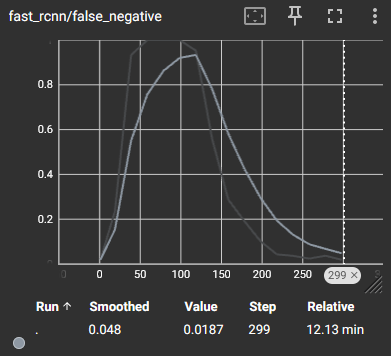 fast_rcnn/false_negative
0.8
0.6
0.4
0.2
0
0 0 50 100 150 200 250 299 ×
Run ↑ Smoothed Value Step Relative
. 0.048 0.0187 299 12.13 min